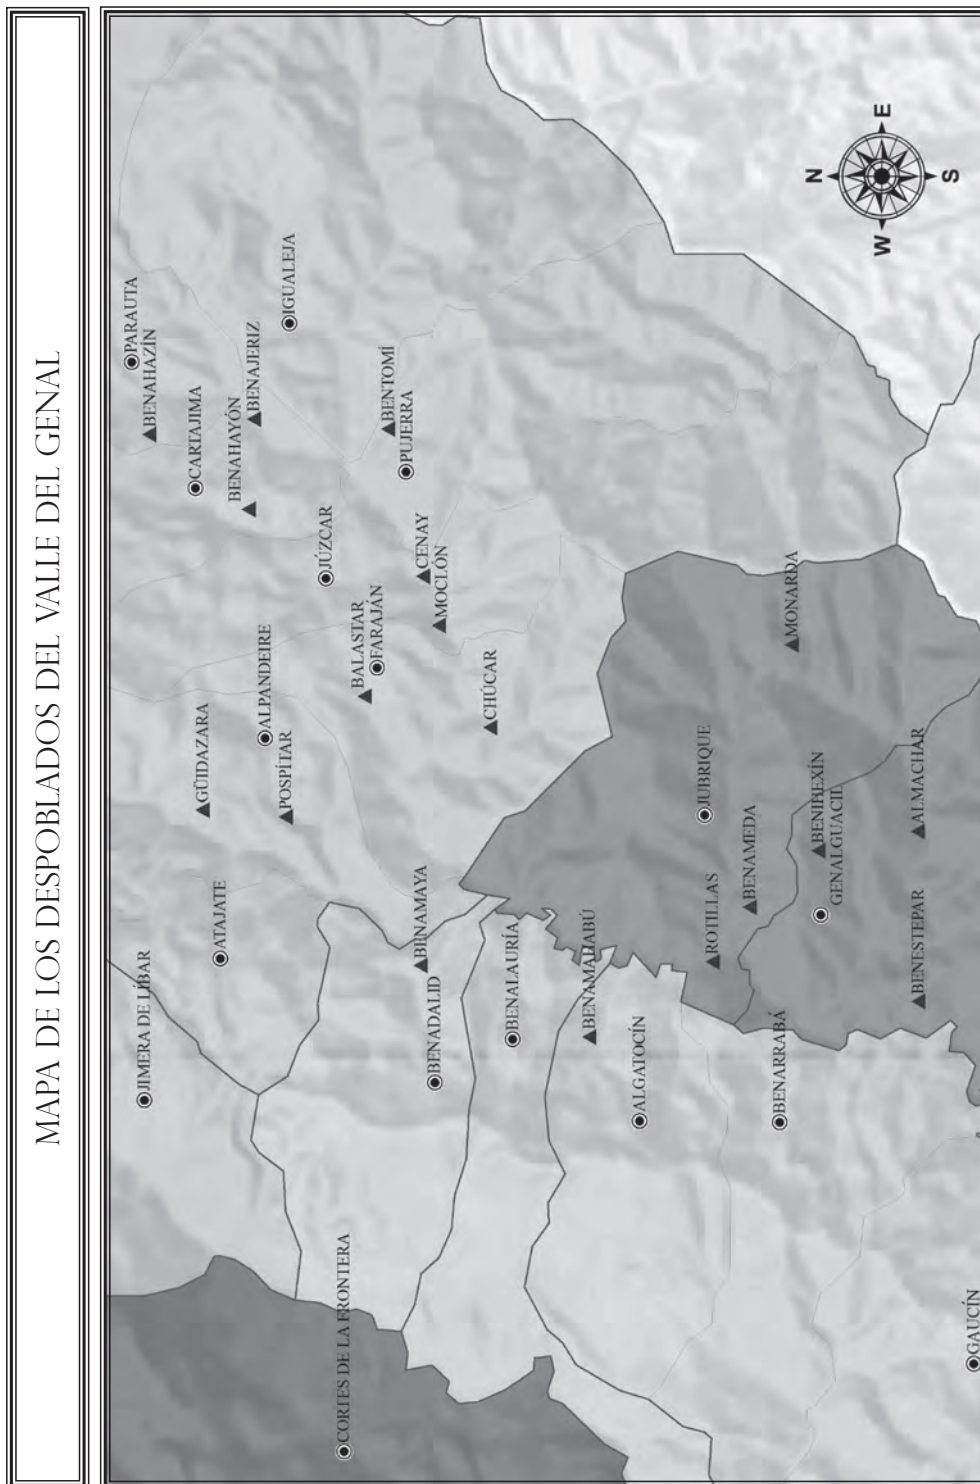 MAPA DE LOS DESPOBLADOS DEL VALLE DEL GENAL
PARAUTA
JIMERA DE LÍBAR
BENAHAZÍN
CARTAJIMA
GÜIDAZARA
ATAJATE
BENAHAYÓN
BENAJERIZ
ALPANDEIRE
POSPÍTAR
IGUALEJA
JÚZCAR
CORTES DE LA FRONTERA
BALASTAR
FARAJÁN
BENTOMÍ
PUJERRA
BENAMAYA
CENAY
BENADALID
MOCLÓN
CHÚCAR
BENALAURÍA
BENAMAHABÚ
ALGATOCÍN
JUBRIQUE
ROTILLAS
BENAMEDA
BENARRABÁ
MONARDA
N
W
E
S
BENIHEXÍN
GENALGUACIL
BENESTEPAR
ALMACHAR
GAUCÍN